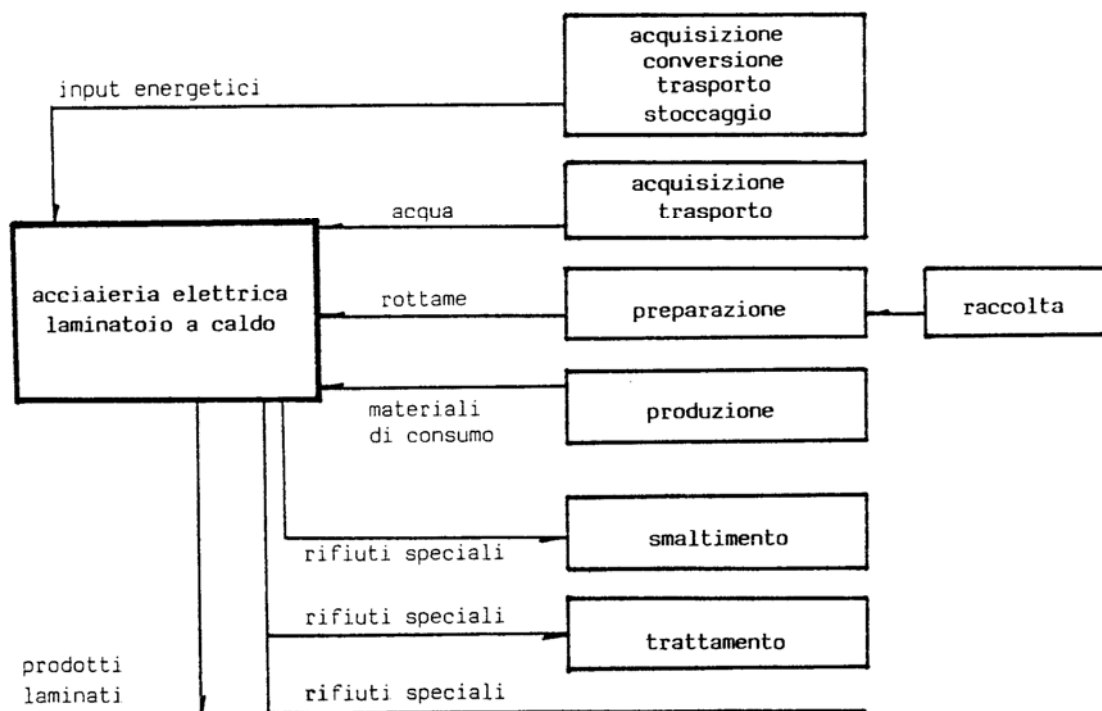 acquisizione
conversione
trasporto
stoccaggio
input energetici
acquisizione
trasporto
acqua
acciaieria elettrica
laminatoio a caldo
rottame
preparazione
raccolta
materiali
di consumo
produzione
rifiuti speciali
smaltimento
rifiuti speciali
trattamento
prodotti
laminati
rifiuti speciali